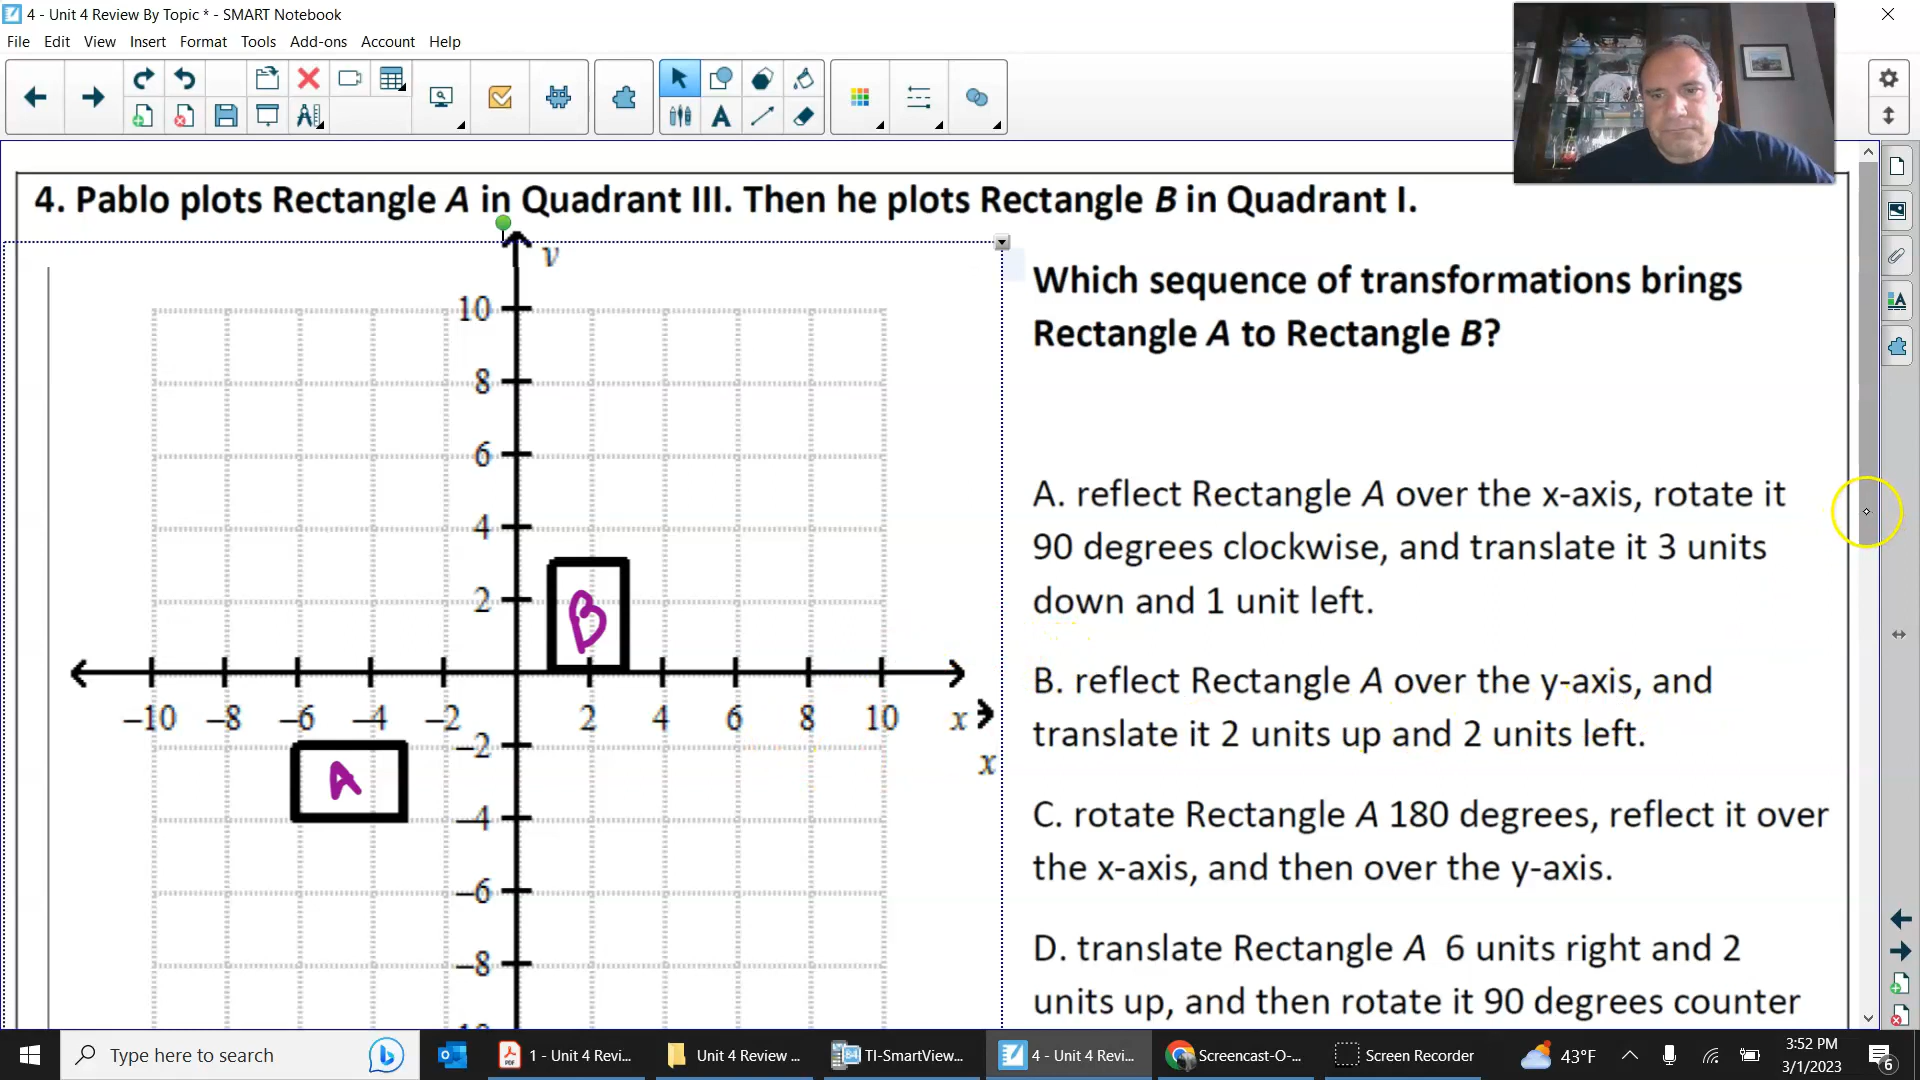 4 - Unit 4 Review By Topic * - SMART Notebook
File Edit View Insert Format Tools Add-ons Account Help
4. Pablo plots Rectangle A in Quadrant III. Then he plots Rectangle B in Quadrant I.
Which sequence of transformations brings
Rectangle A to Rectangle B?
A. reflect Rectangle A over the x-axis, rotate it
90 degrees clockwise, and translate it 3 units
down and 1 unit left.
B. reflect Rectangle A over the y-axis, and
translate it 2 units up and 2 units left.
C. rotate Rectangle A 180 degrees, reflect it over
the x-axis, and then over the y-axis.
D. translate Rectangle A 6 units right and 2
units up, and then rotate it 90 degrees counter
10
8
6
4
2
B
−10 −8 −6 −4 −2 2 4 6 8 10 x
x
−2
A
−4
−6
−8
Type here to search
1 - Unit 4 Revi...
Unit 4 Review ...
TI-SmartView...
4 - Unit 4 Revi...
Screencast-O-...
Screen Recorder
43°F
3:52 PM
3/1/2023
6